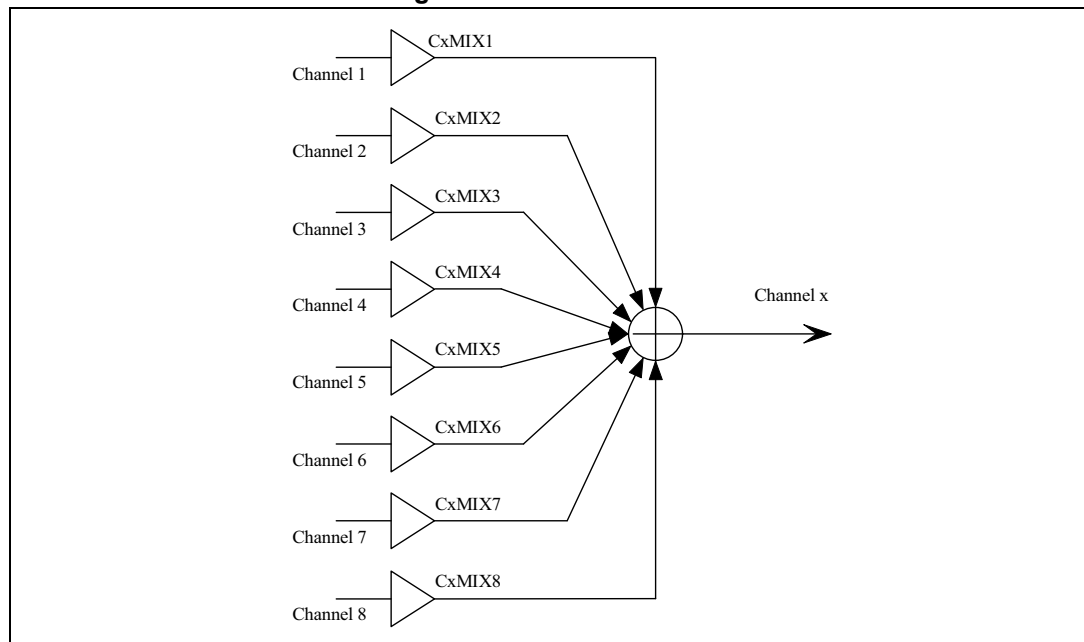 CxMIX1
Channel 1
CxMIX2
Channel 2
CxMIX3
Channel 3
CxMIX4
Channel 4
Channel x
CxMIX5
Channel 5
CxMIX6
Channel 6
CxMIX7
Channel 7
CxMIX8
Channel 8